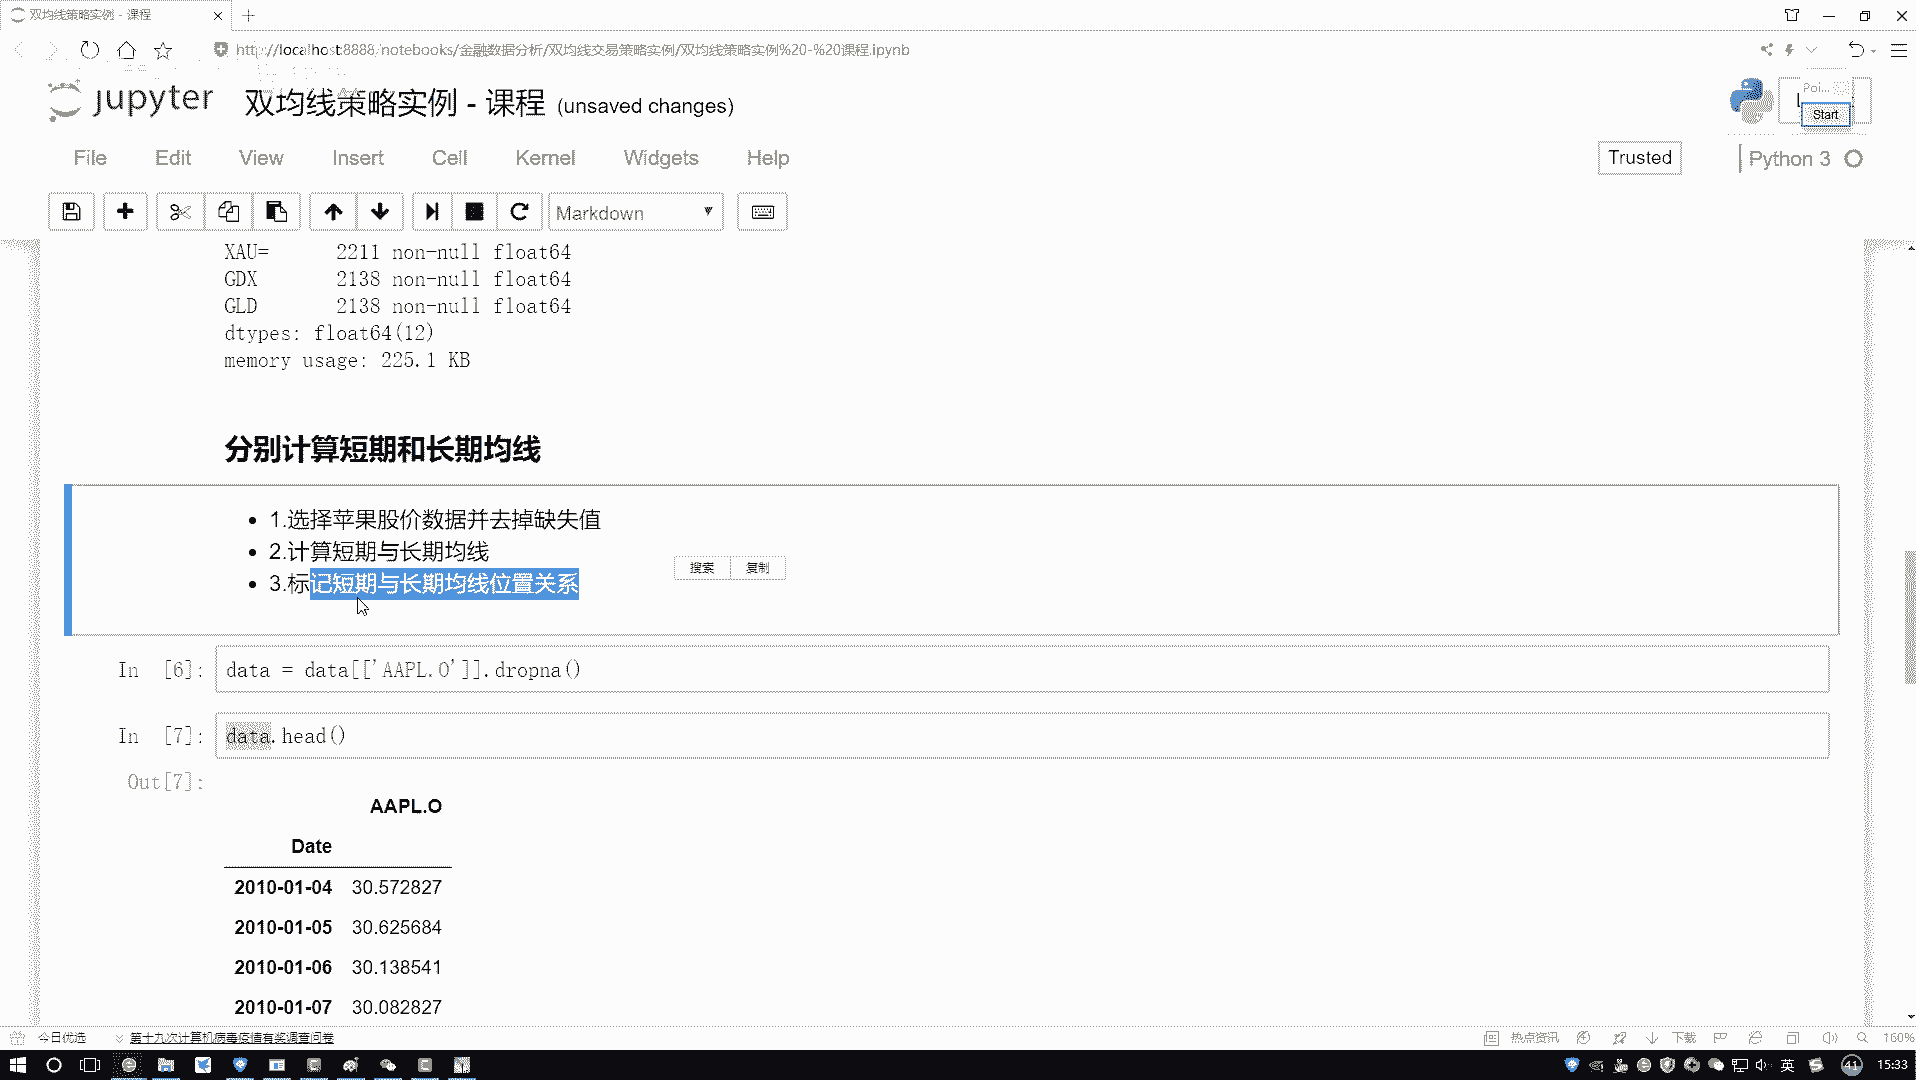 双均线策略实例 - 课程
http://localhost:8888/notebooks/金融数据分析/双均线交易策略实例/双均线策略实例%20-%20课程.ipynb
jupyter 双均线策略实例 - 课程 (unsaved changes)
Poi...
Start
File Edit View Insert Cell Kernel Widgets Help
Trusted
Python 3
Markdown
XAU= 2211 non-null float64
GDX 2138 non-null float64
GLD 2138 non-null float64
dtypes: float64(12)
memory usage: 225.1 KB
分别计算短期和长期均线
1.选择苹果股价数据并去掉缺失值
2.计算短期与长期均线
3.标记短期与长期均线位置关系
搜索 复制
In [6]: data = data[['AAPL.O']].dropna()
In [7]: data.head()
Out[7]:
AAPL.O
Date
2010-01-04 30.572827
2010-01-05 30.625684
2010-01-06 30.138541
2010-01-07 30.082827
今日优选 第十九次计算机病毒疫情有奖调查问卷
热点资讯 下载 160%
英 41 15:33